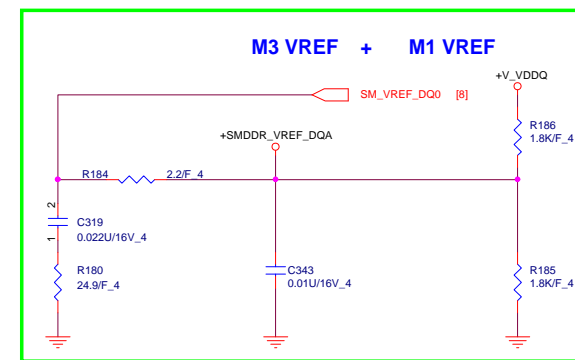 M3 VREF + M1 VREF
+V_VDDQ
SM_VREF_DQ0 [8]
+SMDDR_VREF_DQA
R186
1.8K/F_4
R184 2.2/F_4
2
C319
0.022U/16V_4
1
R180
24.9/F_4
C343
0.01U/16V_4
R185
1.8K/F_4